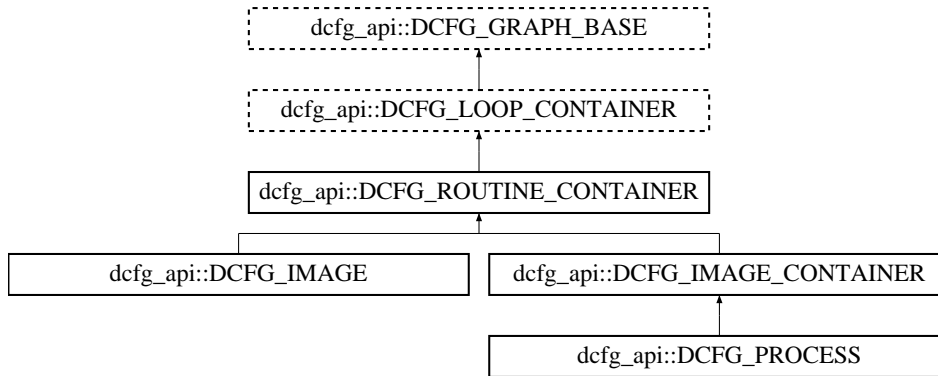 dcfg_api::DCFG_GRAPH_BASE
dcfg_api::DCFG_LOOP_CONTAINER
dcfg_api::DCFG_ROUTINE_CONTAINER
dcfg_api::DCFG_IMAGE
dcfg_api::DCFG_IMAGE_CONTAINER
dcfg_api::DCFG_PROCESS